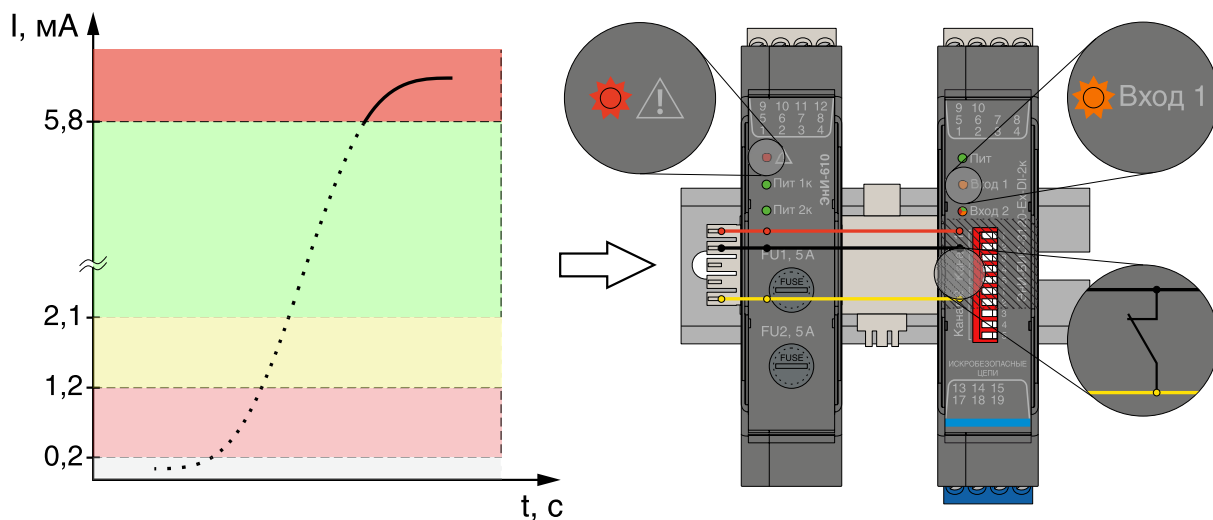 I, мА
5,8
2,1
1,2
0,2
t, с
Вход 1
9 10 11 12
5 6 7 8
1 2 3 4
ЭнИ-610
Пит 1к
Пит 2к
FU1, 5 А
FUSE
FU2, 5 А
FUSE
9 10
5 6 7 8
1 2 3 4
Пит
Вход 1
Вход 2
3
4
ИСКРОБЕЗОПАСНЫЕ
ЦЕПИ
13 14 15
17 18 19